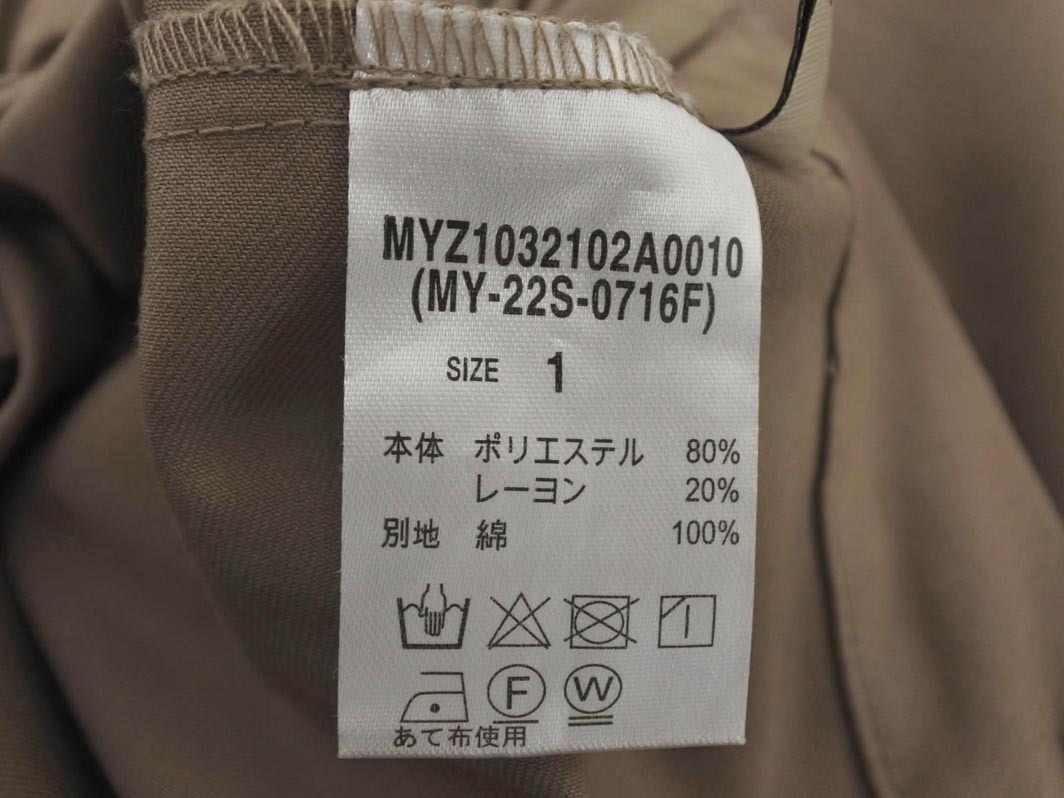 MYZ1032102A0010
(MY-22S-0716F)
SIZE 1
本体 ポリエステル 80%
レーヨン 20%
別地 綿 100%
F W
あて布使用